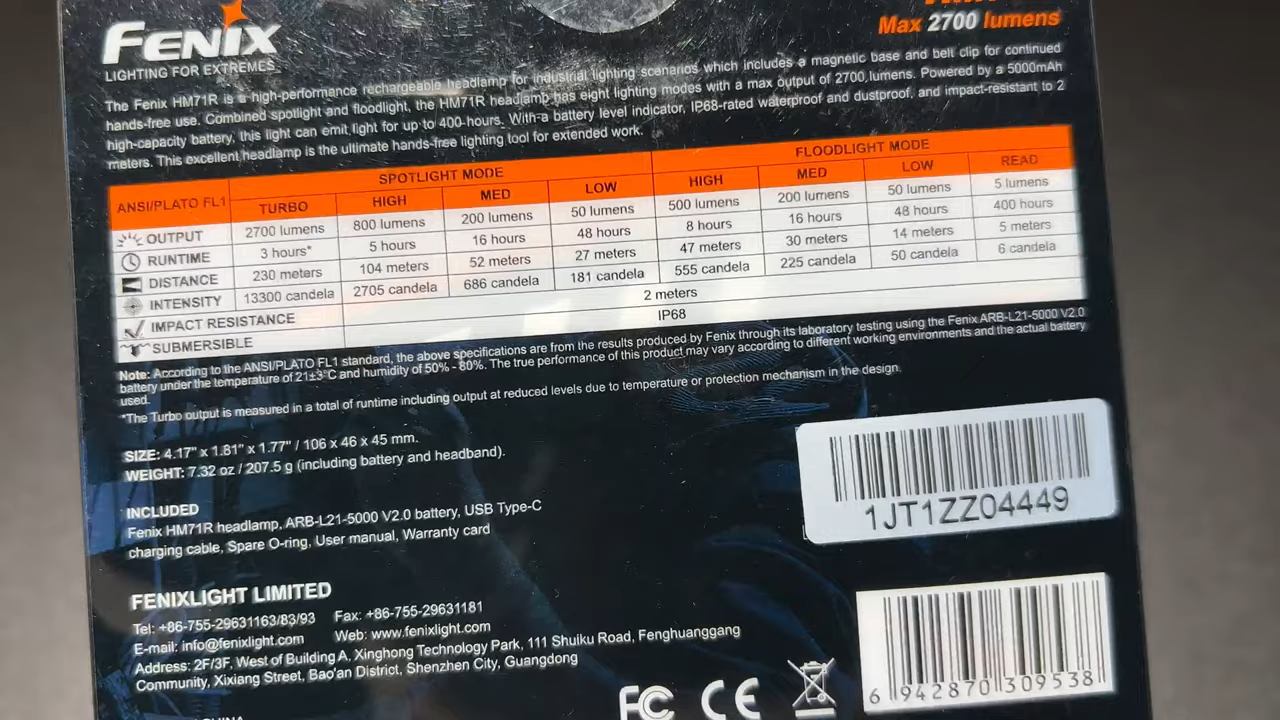 FENIX
LIGHTING FOR EXTREMES
Max 2700 lumens
The Fenix HM71R is a high-performance rechargeable headlamp for industrial lighting scenarios which includes a magnetic base and belt clip for continued
hands-free use. Combined spotlight and floodlight, the HM71R headlamp has eight lighting modes with a max output of 2700 lumens. Powered by a 5000mAh
high-capacity battery, this light can emit light for up to 400-hours. With a battery level indicator, IP68-rated waterproof and dustproof, and impact-resistant to 2
meters. This excellent headlamp is the ultimate hands-free lighting tool for extended work.
ANSI/PLATO FL1 SPOTLIGHT MODE FLOODLIGHT MODE
TURBO HIGH MED LOW HIGH MED LOW READ
OUTPUT 2700 lumens 800 lumens 200 lumens 50 lumens 500 lumens 200 lumens 50 lumens 5 lumens
RUNTIME 3 hours* 5 hours 16 hours 48 hours 8 hours 16 hours 48 hours 400 hours
DISTANCE 230 meters 104 meters 52 meters 27 meters 47 meters 30 meters 14 meters 5 meters
INTENSITY 13300 candela 2705 candela 686 candela 181 candela 555 candela 225 candela 50 candela 6 candela
IMPACT RESISTANCE 2 meters
SUBMERSIBLE IP68
Note: According to the ANSI/PLATO FL1 standard, the above specifications are from the results produced by Fenix through its laboratory testing using the Fenix ARB-L21-5000 V2.0
battery under the temperature of 21±3°C and humidity of 50% - 80%. The true performance of this product may vary according to different working environments and the actual battery
used.
*The Turbo output is measured in a total of runtime including output at reduced levels due to temperature or protection mechanism in the design.
SIZE: 4.17" x 1.81" x 1.77" / 106 x 46 x 45 mm.
WEIGHT: 7.32 oz / 207.5 g (including battery and headband).
INCLUDED
Fenix HM71R headlamp, ARB-L21-5000 V2.0 battery, USB Type-C
charging cable, Spare O-ring, User manual, Warranty card
1JT1ZZ04449
FENIXLIGHT LIMITED
Tel: +86-755-29631163/83/93 Fax: +86-755-29631181
E-mail: info@fenixlight.com Web: www.fenixlight.com
Address: 2F/3F, West of Building A, Xinghong Technology Park, 111 Shuiku Road, Fenghuanggang
Community, Xixiang Street, Bao'an District, Shenzhen City, Guangdong
FC CE
6 942870 309538
CHINA